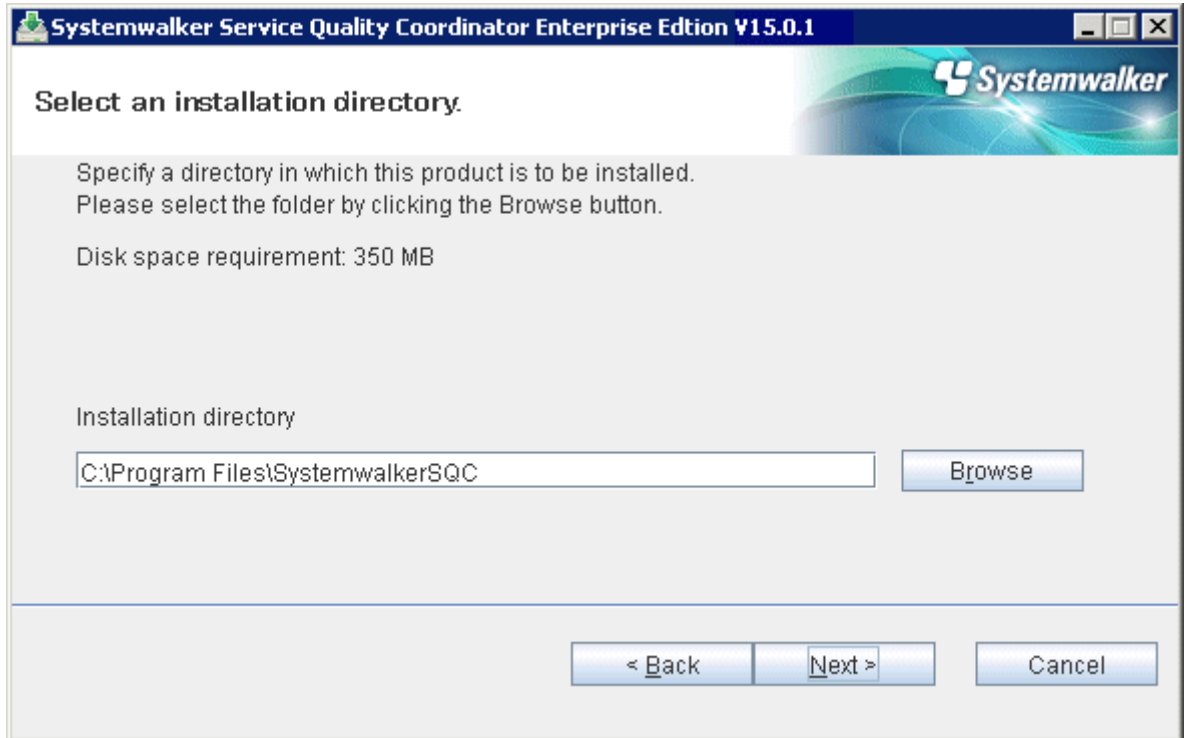 Systemwalker Service Quality Coordinator Enterprise Edtion V15.0.1
Systemwalker
Select an installation directory.
Specify a directory in which this product is to be installed.
Please select the folder by clicking the Browse button.
Disk space requirement: 350 MB
Installation directory
C:\Program Files\SystemwalkerSQC
Browse
< Back
Next >
Cancel